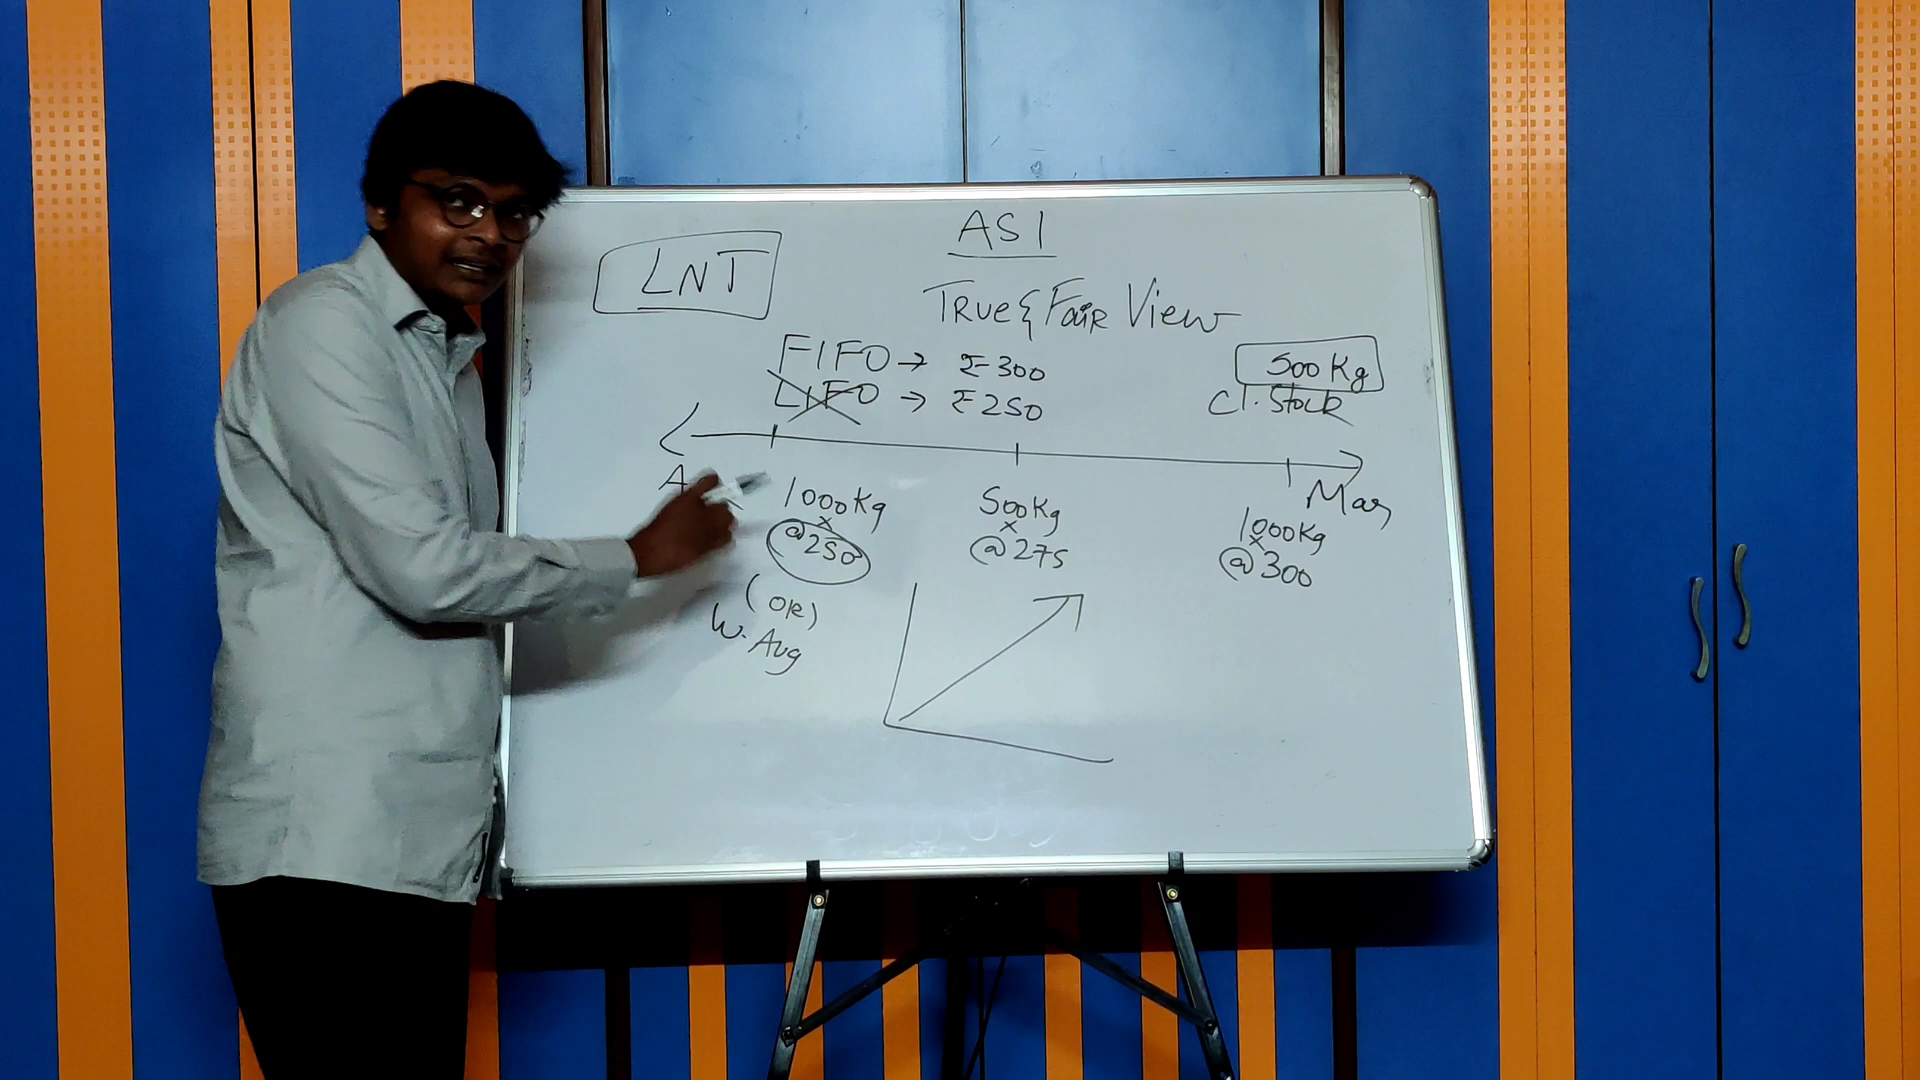 AS 1
LNT
True & Fair View
FIFO → ₹ 300
LIFO → ₹ 250
500 Kg
Cl. Stock
A
Mar
1000 Kg
x
@ 250
500 Kg
x
@ 275
1000 Kg
x
@ 300
(OR)
W. Avg